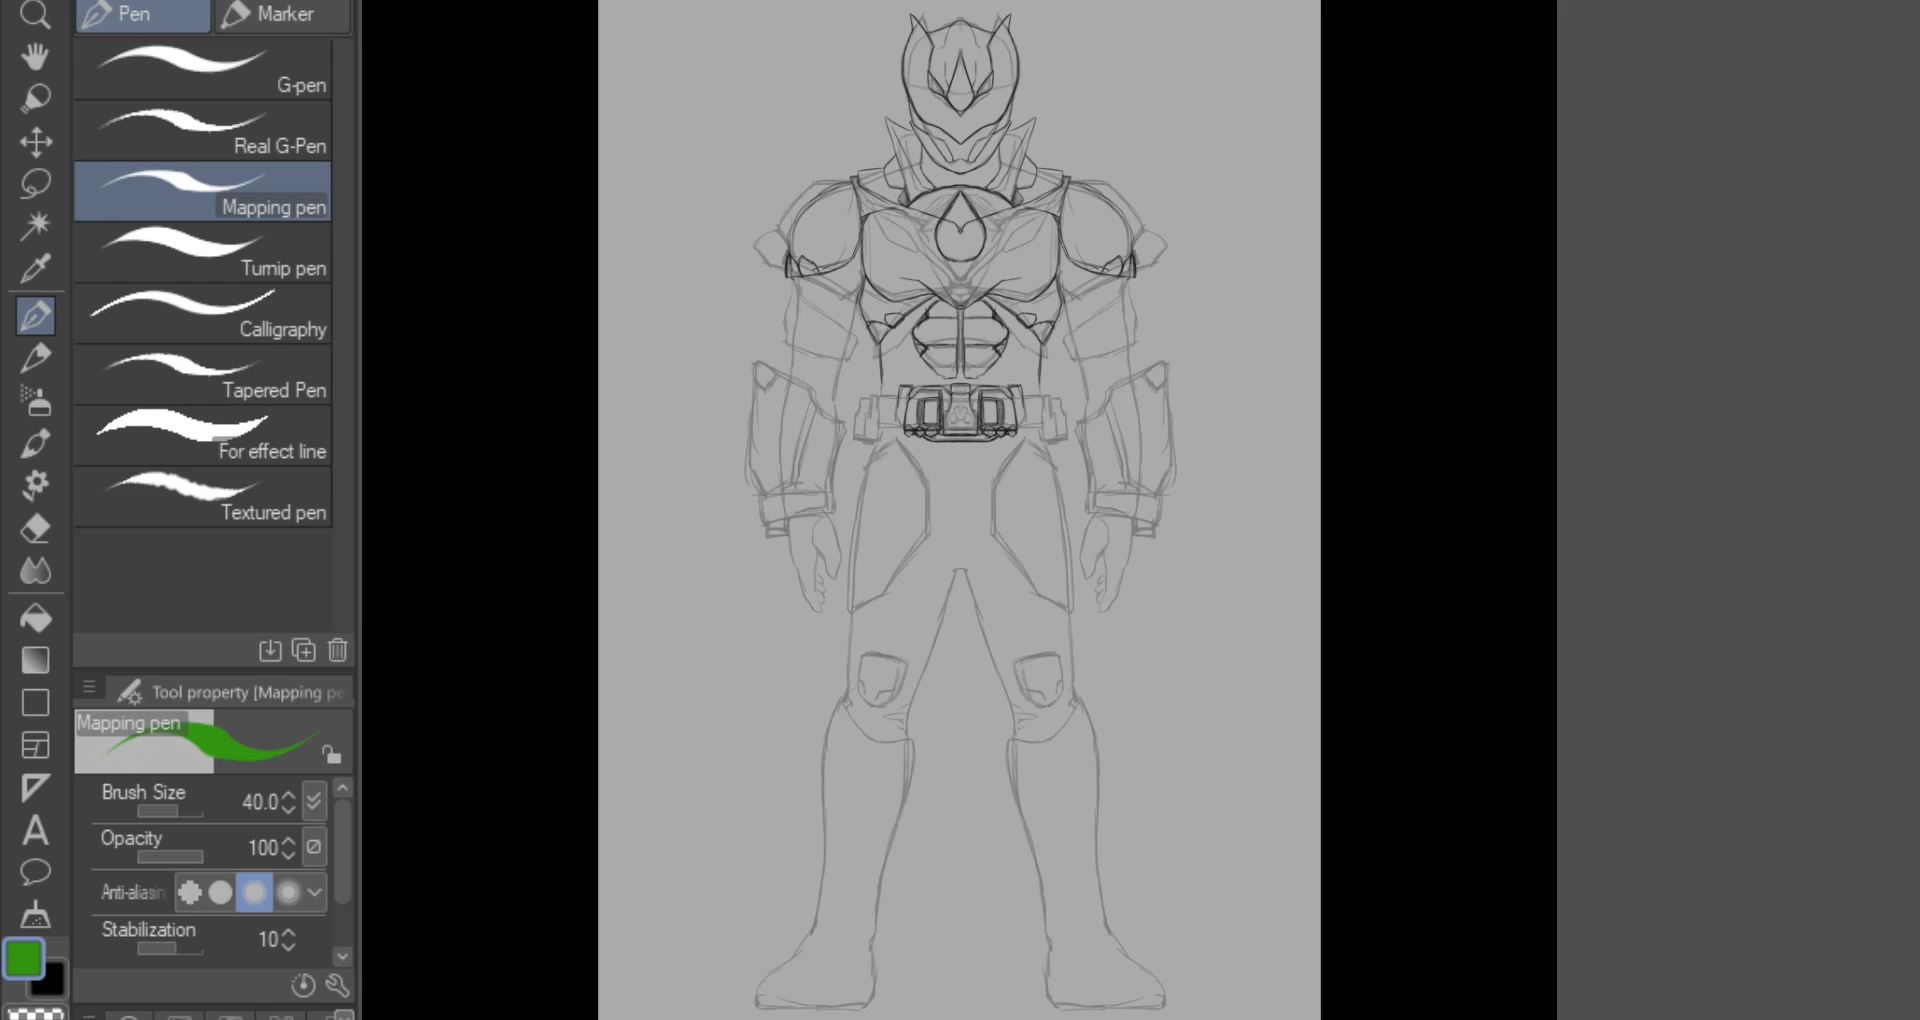 Pen
Marker
G-pen
Real G-Pen
Mapping pen
Turnip pen
Calligraphy
Tapered Pen
For effect line
Textured pen
Tool property [Mapping pe
Mapping pen
Brush Size
40.0
Opacity
100
Anti-aliasin
Stabilization
10